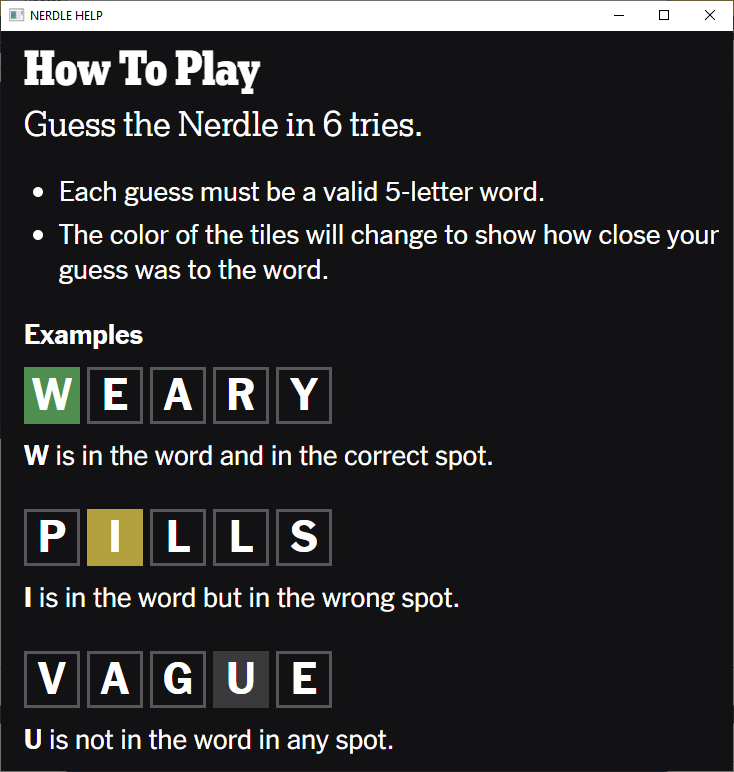 NERDLE HELP
How To Play
Guess the Nerdle in 6 tries.
• Each guess must be a valid 5-letter word.
• The color of the tiles will change to show how close your
guess was to the word.
Examples
W E A R Y
W is in the word and in the correct spot.
P I L L S
I is in the word but in the wrong spot.
V A G U E
U is not in the word in any spot.